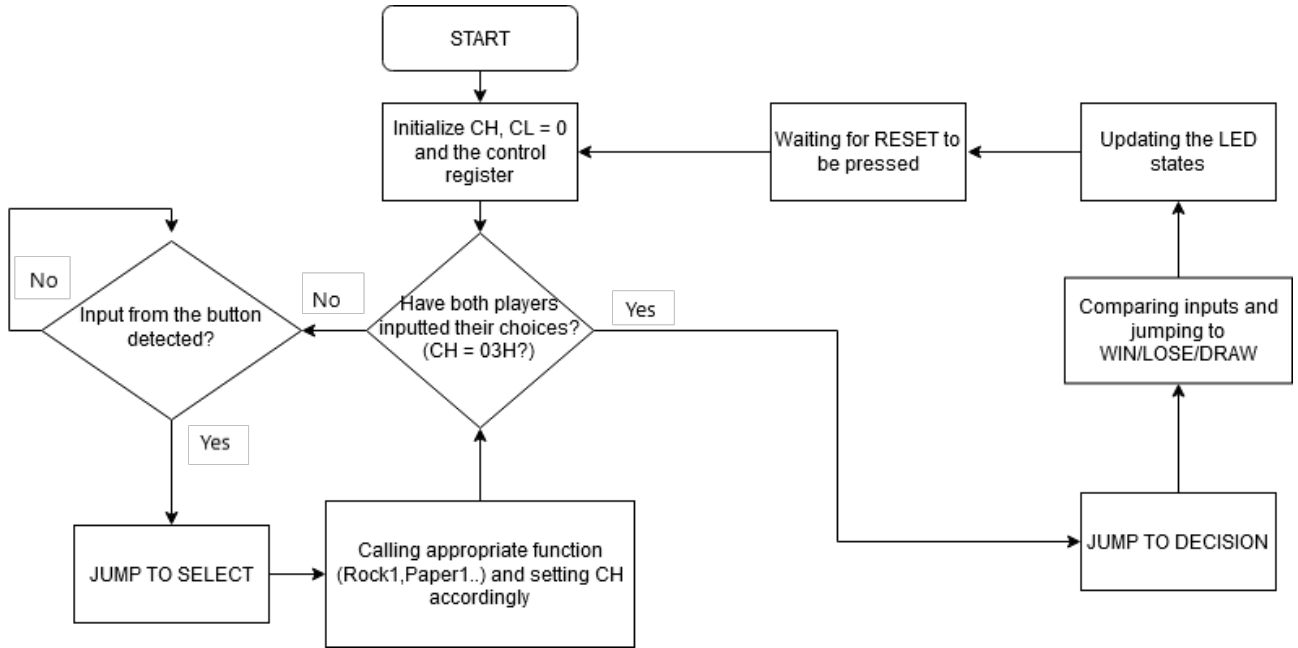 START
Initialize CH, CL = 0
and the control
register
Waiting for RESET to
be pressed
Updating the LED
states
No
Input from the button
detected?
No
Have both players
inputted their choices?
(CH = 03H?)
Yes
Comparing inputs and
jumping to
WIN/LOSE/DRAW
Yes
JUMP TO SELECT
Calling appropriate function
(Rock1,Paper1..) and setting CH
accordingly
JUMP TO DECISION